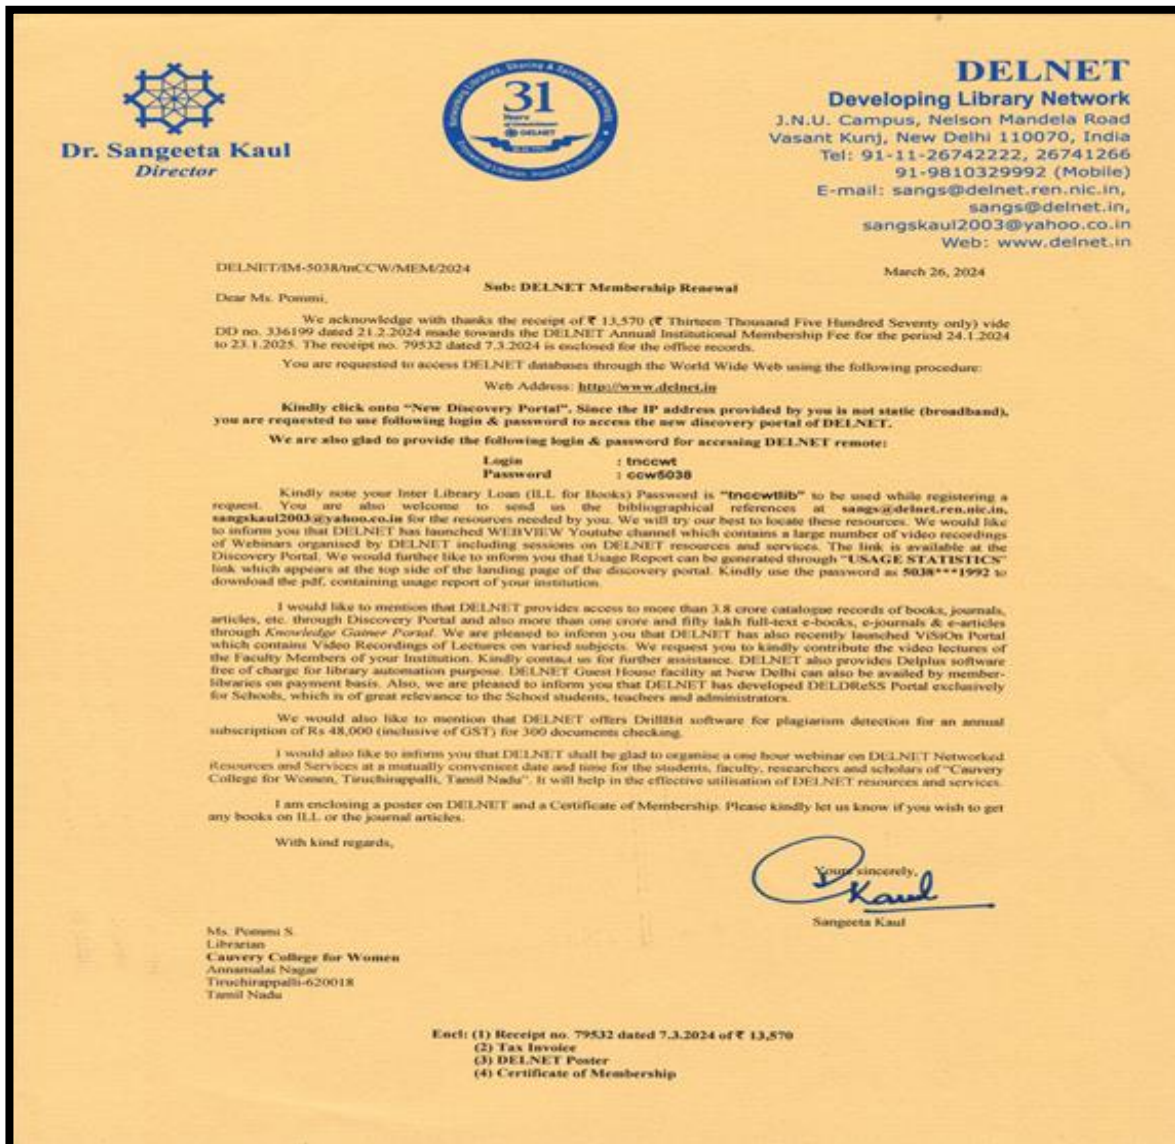 Dr. Sangeeta Kaul
Director
Networking Libraries, Sharing & Spreading Knowledge
31
Years
DELNET
DELNET
Developing Library Network
J.N.U. Campus, Nelson Mandela Road
Vasant Kunj, New Delhi 110070, India
Tel: 91-11-26742222, 26741266
91-9810329992 (Mobile)
E-mail: sangs@delnet.ren.nic.in,
sangs@delnet.in,
sangskaul2003@yahoo.co.in
Web: www.delnet.in
DELNET/IM-5038/tnCCW/MEM/2024
March 26, 2024
Sub: DELNET Membership Renewal
Dear Ms. Pommi,
We acknowledge with thanks the receipt of ₹ 13,570 (₹ Thirteen Thousand Five Hundred Seventy only) vide
DD no. 336199 dated 21.2.2024 made towards the DELNET Annual Institutional Membership Fee for the period 24.1.2024
to 23.1.2025. The receipt no. 79532 dated 7.3.2024 is enclosed for the office records.
You are requested to access DELNET databases through the World Wide Web using the following procedure:
Web Address: http://www.delnet.in
Kindly click onto “New Discovery Portal”. Since the IP address provided by you is not static (broadband),
you are requested to use following login & password to access the new discovery portal of DELNET.
We are also glad to provide the following login & password for accessing DELNET remote:
Login : tnccwt
Password : ccw5038
Kindly note your Inter Library Loan (ILL for Books) Password is "tnccwtlib" to be used while registering a
request. You are also welcome to send us the bibliographical references at sangs@delnet.ren.nic.in,
sangskaul2003@yahoo.co.in for the resources needed by you. We will try our best to locate these resources. We would like
to inform you that DELNET has launched WEBVIEW Youtube channel which contains a large number of video recordings
of Webinars organised by DELNET including sessions on DELNET resources and services. The link is available at the
Discovery Portal. We would further like to inform you that Usage Report can be generated through "USAGE STATISTICS"
link which appears at the top side of the landing page of the discovery portal. Kindly use the password as 5038***1992 to
download the pdf, containing usage report of your institution.
I would like to mention that DELNET provides access to more than 3.8 crore catalogue records of books, journals,
articles, etc. through Discovery Portal and also more than one crore and fifty lakh full-text e-books, e-journals & e-articles
through Knowledge Gainer Portal. We are pleased to inform you that DELNET has also recently launched ViSiOn Portal
which contains Video Recordings of Lectures on varied subjects. We request you to kindly contribute the video lectures of
the Faculty Members of your Institution. Kindly contact us for further assistance. DELNET also provides Delplus software
free of charge for library automation purpose. DELNET Guest House facility at New Delhi can also be availed by member-
libraries on payment basis. Also, we are pleased to inform you that DELNET has developed DELDReSS Portal exclusively
for Schools, which is of great relevance to the School students, teachers and administrators.
We would also like to mention that DELNET offers DrillBit software for plagiarism detection for an annual
subscription of Rs 48,000 (inclusive of GST) for 300 documents checking.
I would also like to inform you that DELNET shall be glad to organise a one hour webinar on DELNET Networked
Resources and Services at a mutually convenient date and time for the students, faculty, researchers and scholars of "Cauvery
College for Women, Tiruchirappalli, Tamil Nadu". It will help in the effective utilisation of DELNET resources and services.
I am enclosing a poster on DELNET and a Certificate of Membership. Please kindly let us know if you wish to get
any books on ILL or the journal articles.
With kind regards,
Yours sincerely,
Kaul
Sangeeta Kaul
Ms. Pommi S.
Librarian
Cauvery College for Women
Annamalai Nagar
Tiruchirappalli-620018
Tamil Nadu
Encl: (1) Receipt no. 79532 dated 7.3.2024 of ₹ 13,570
(2) Tax Invoice
(3) DELNET Poster
(4) Certificate of Membership